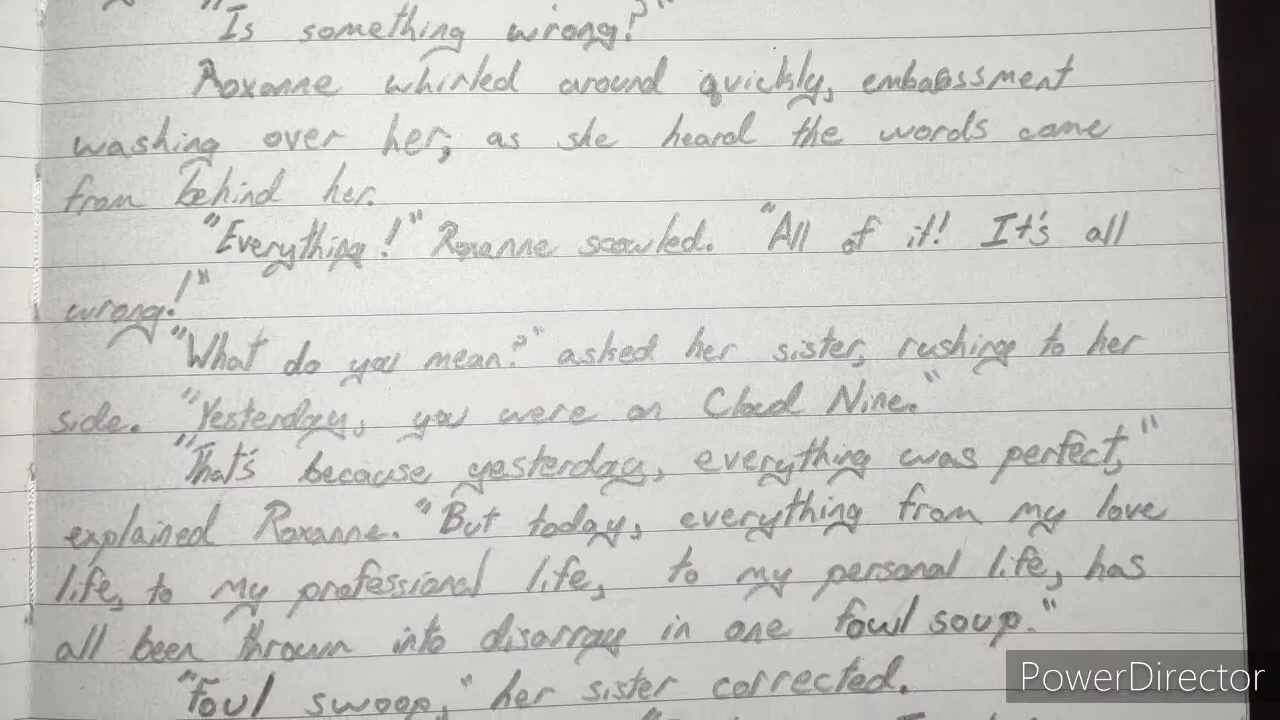 "Is something wrong?"
Roxanne whirled around quickly, embarassment
washing over her, as she heard the words come
from behind her.
"Everything!" Roxanne scowled. "All of it! It's all
wrong!"
"What do you mean?" asked her sister, rushing to her
side. "Yesterday, you were on Cloud Nine."
"That's because yesterday, everything was perfect,"
explained Roxanne. "But today, everything from my love
life, to my professional life, to my personal life, has
all been thrown into disarray in one fowl soup."
"Foul swoop," her sister corrected.
PowerDirector